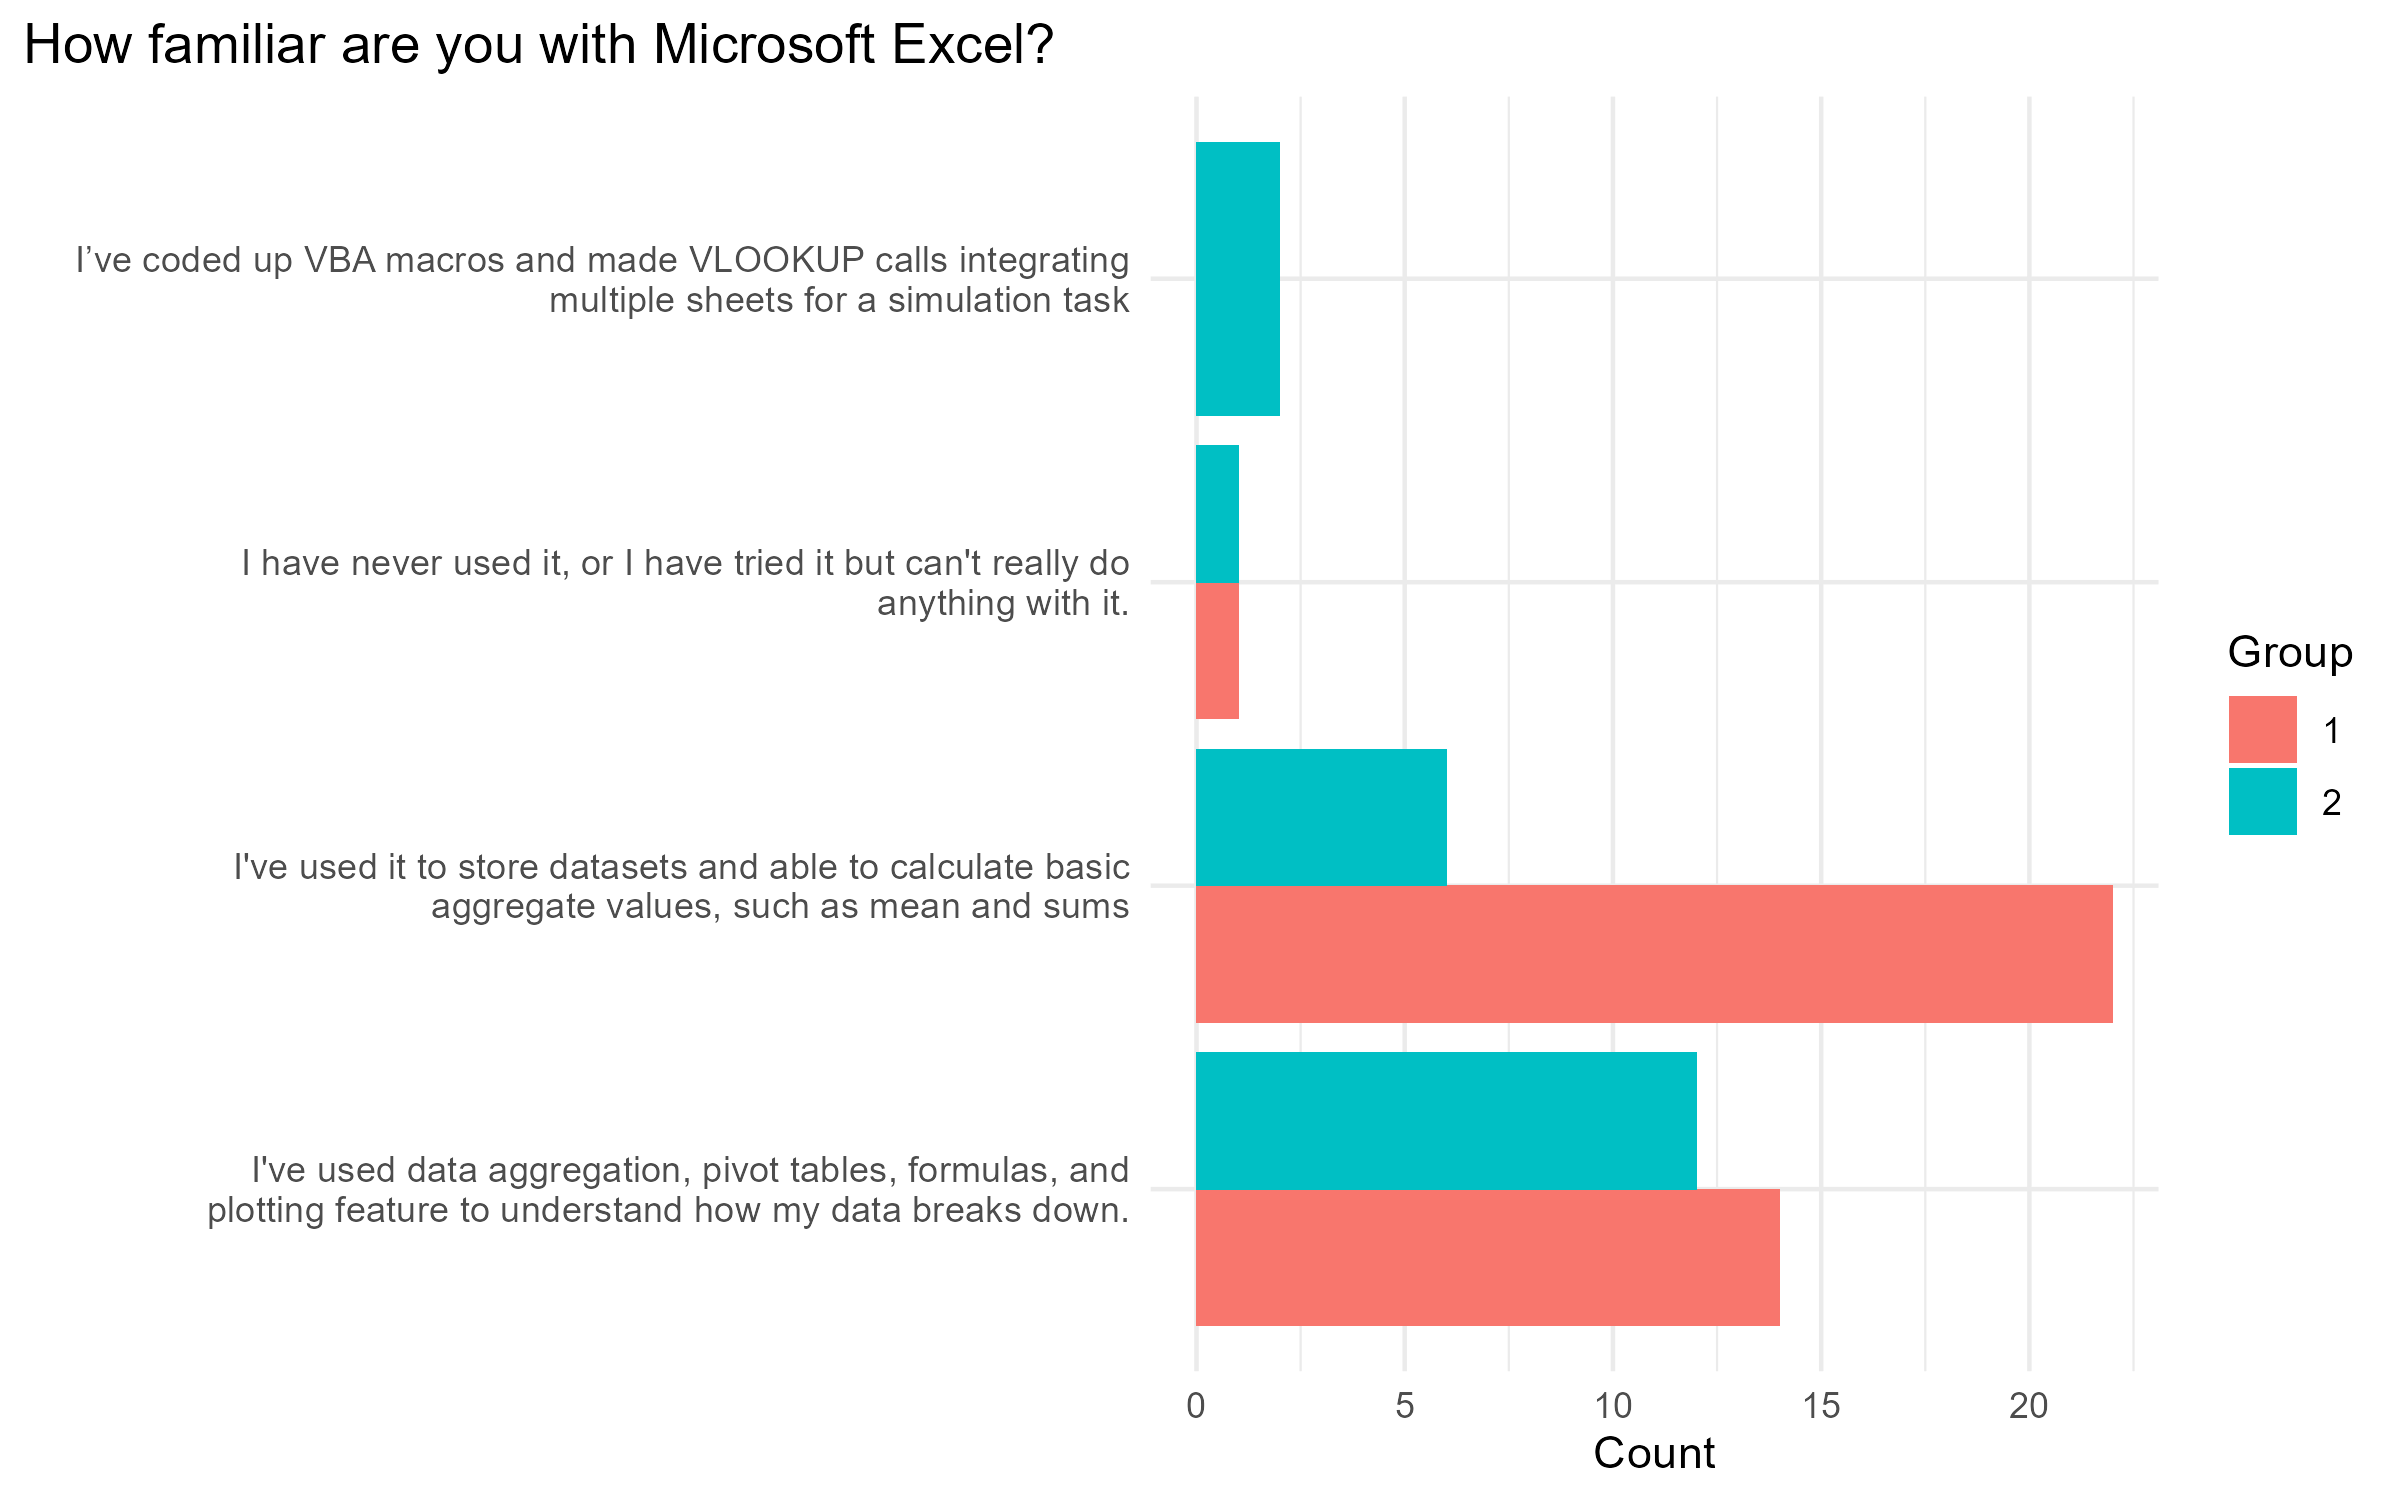 How familiar are you with Microsoft Excel?
I’ve coded up VBA macros and made VLOOKUP calls integrating
multiple sheets for a simulation task
I have never used it, or I have tried it but can't really do
anything with it.
I've used it to store datasets and able to calculate basic
aggregate values, such as mean and sums
I've used data aggregation, pivot tables, formulas, and
plotting feature to understand how my data breaks down.
0 5 10 15 20
Count
Group
1
2